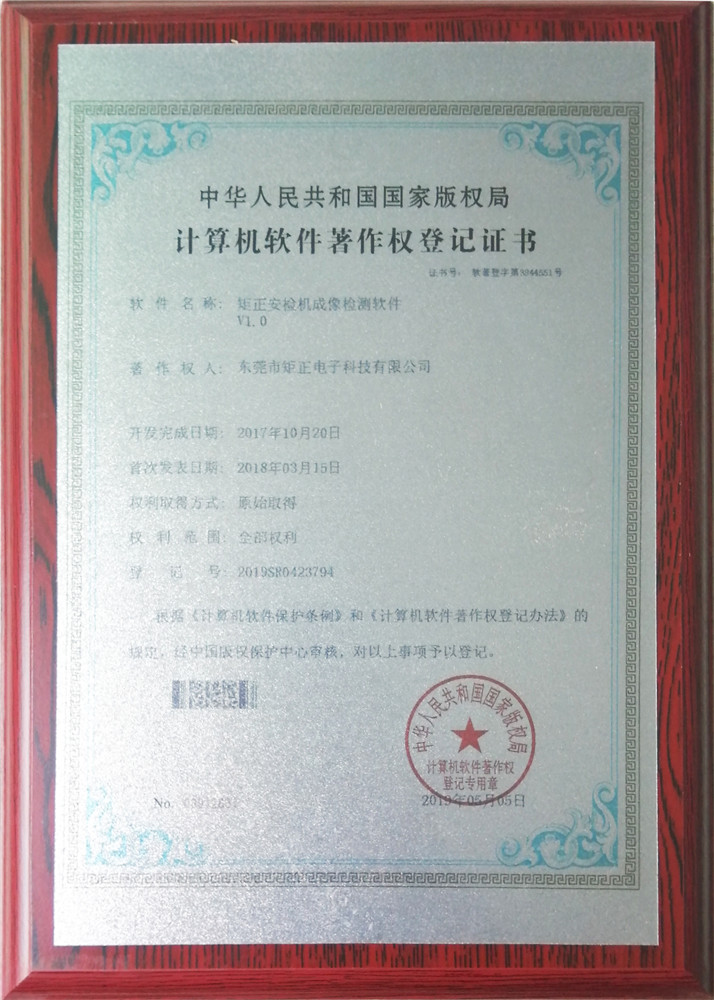 中华人民共和国国家版权局
计算机软件著作权登记证书
证书号： 软著登字第3844551号
软件名称： 矩正安检机成像检测软件
V1.0
著作权人： 东莞市矩正电子科技有限公司
开发完成日期： 2017年10月20日
首次发表日期： 2018年03月15日
权利取得方式： 原始取得
权利范围： 全部权利
登记号： 2019SR0423794
根据《计算机软件保护条例》和《计算机软件著作权登记办法》的
规定，经中国版权保护中心审核，对以上事项予以登记。
中华人民共和国国家版权局
计算机软件著作权
登记专用章
No.
2019年05月05日